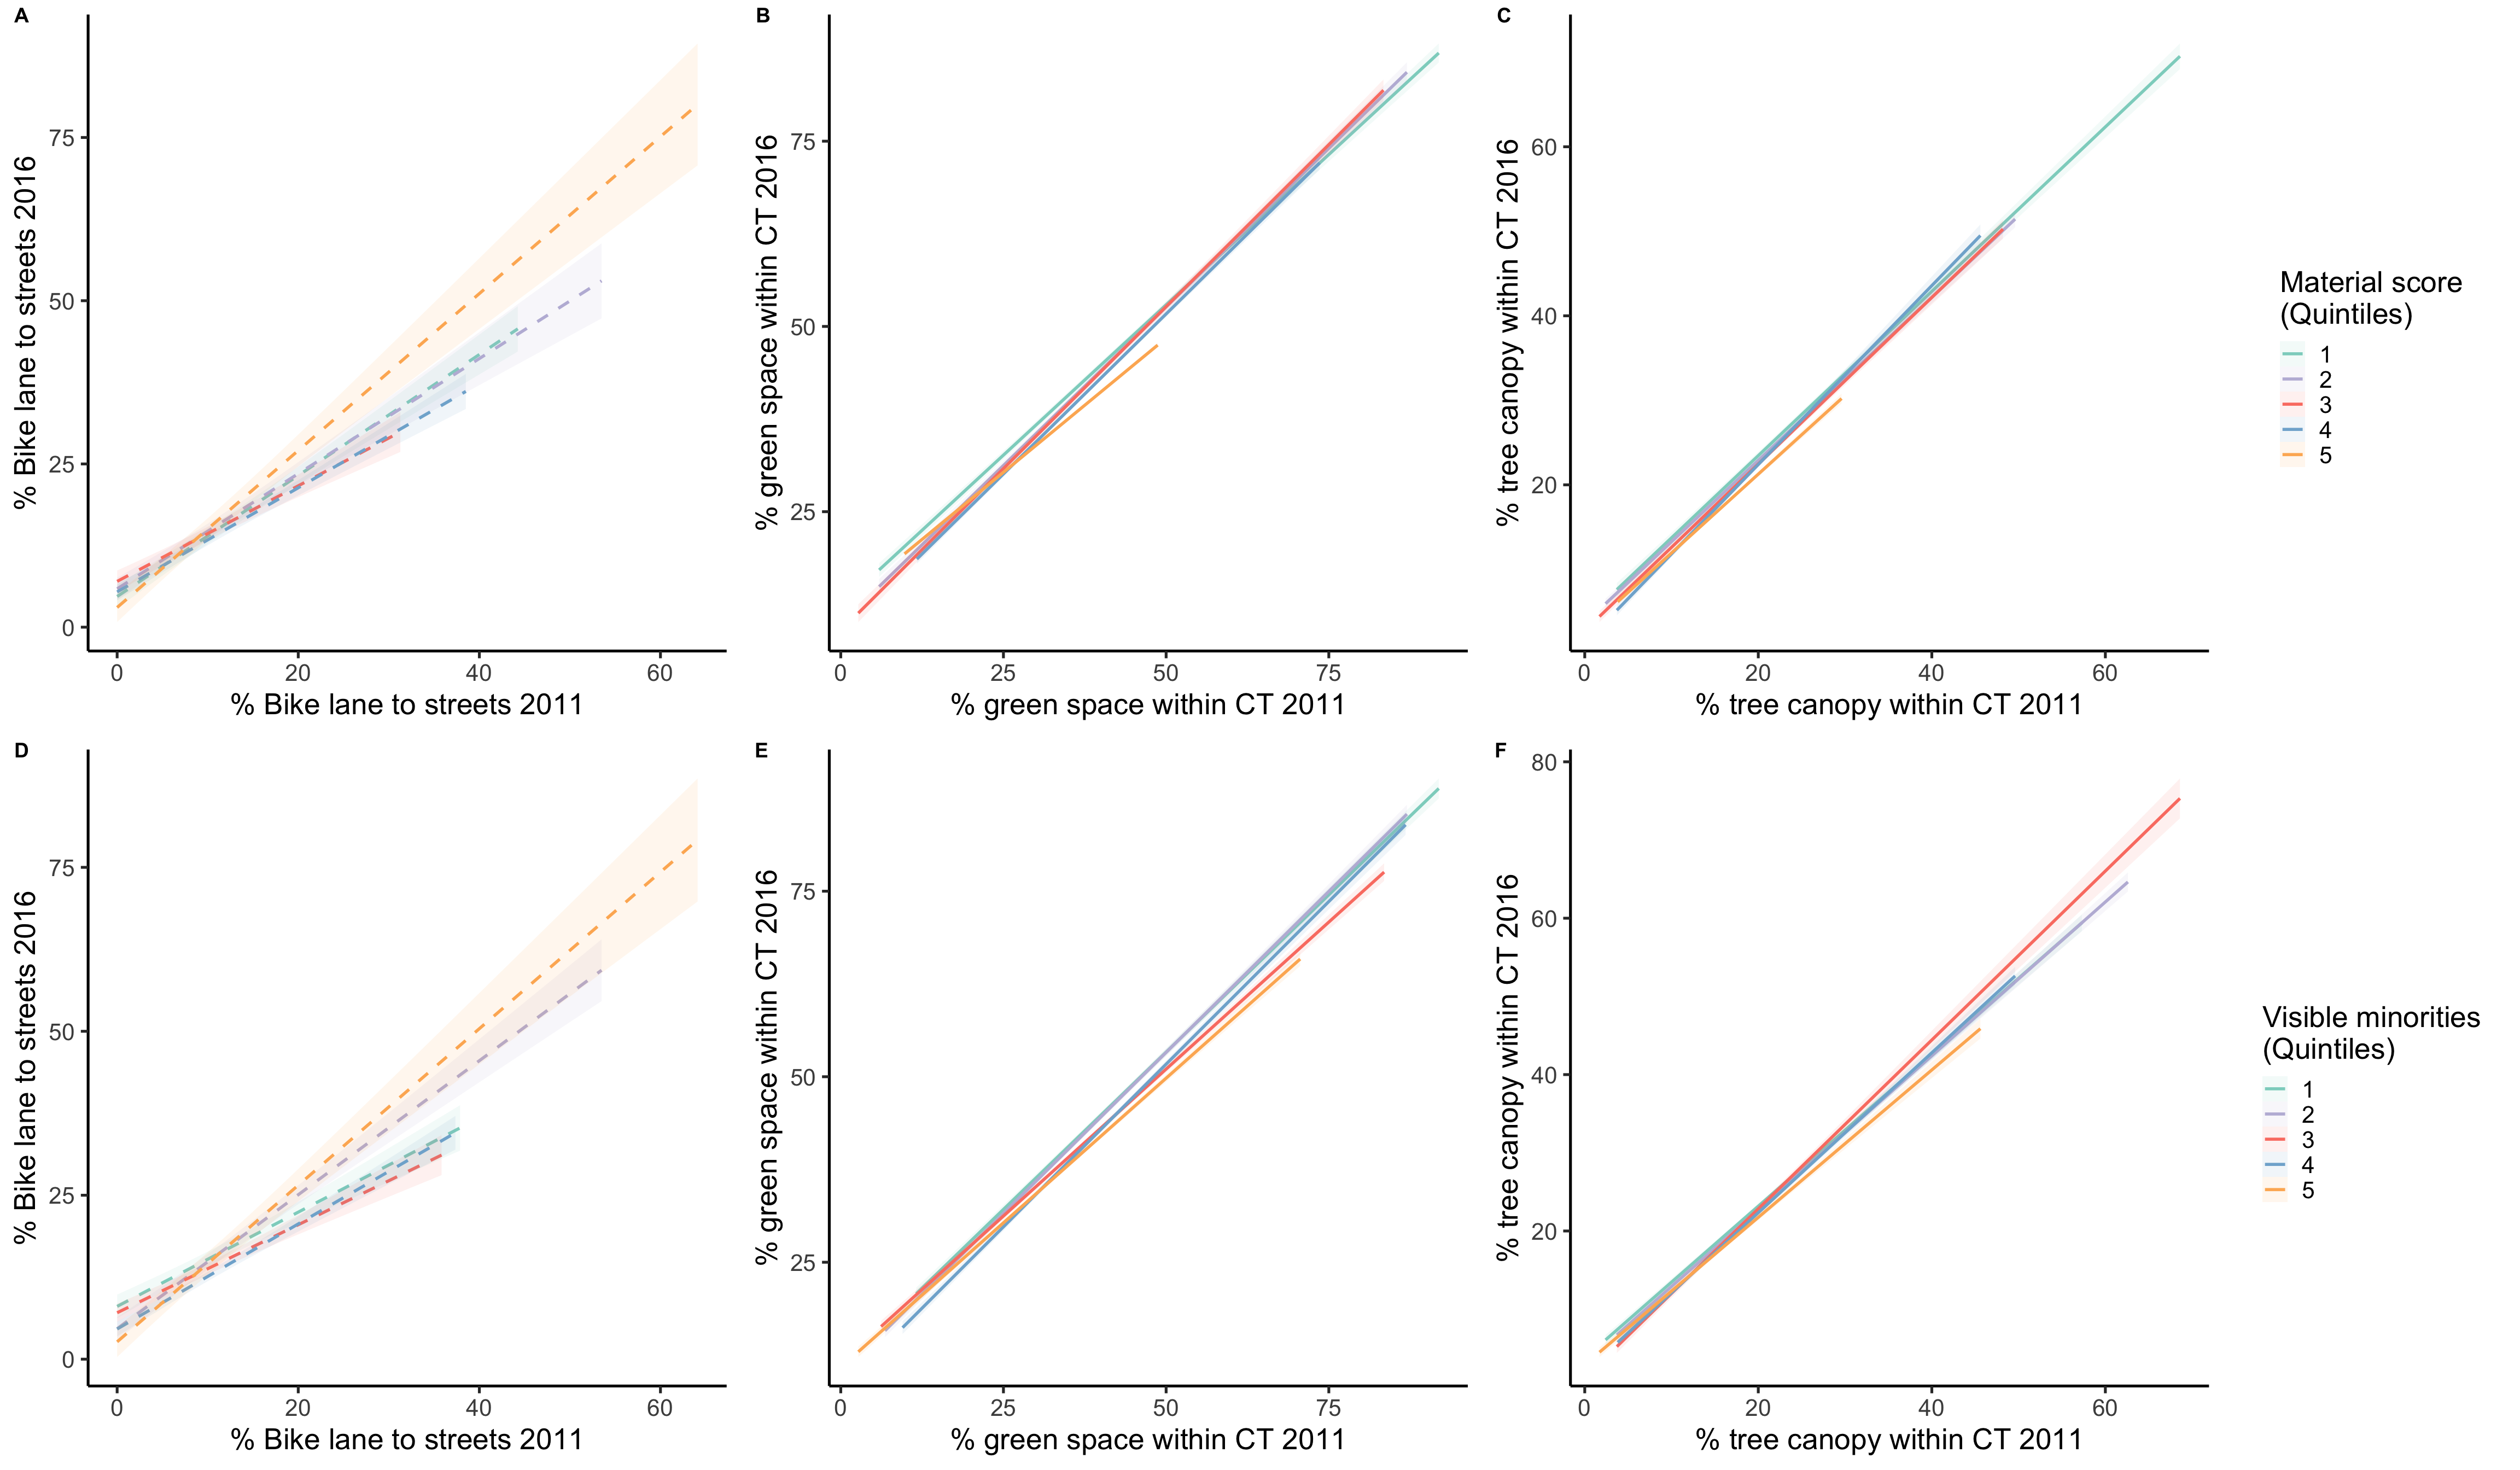 A
% Bike lane to streets 2016
75
50
25
0
0 20 40 60
% Bike lane to streets 2011
B
% green space within CT 2016
75
50
25
0 25 50 75
% green space within CT 2011
C
% tree canopy within CT 2016
60
40
20
0 20 40 60
% tree canopy within CT 2011
Material score
(Quintiles)
1
2
3
4
5
D
% Bike lane to streets 2016
75
50
25
0
0 20 40 60
% Bike lane to streets 2011
E
% green space within CT 2016
75
50
25
0 25 50 75
% green space within CT 2011
F
% tree canopy within CT 2016
80
60
40
20
0 20 40 60
% tree canopy within CT 2011
Visible minorities
(Quintiles)
1
2
3
4
5